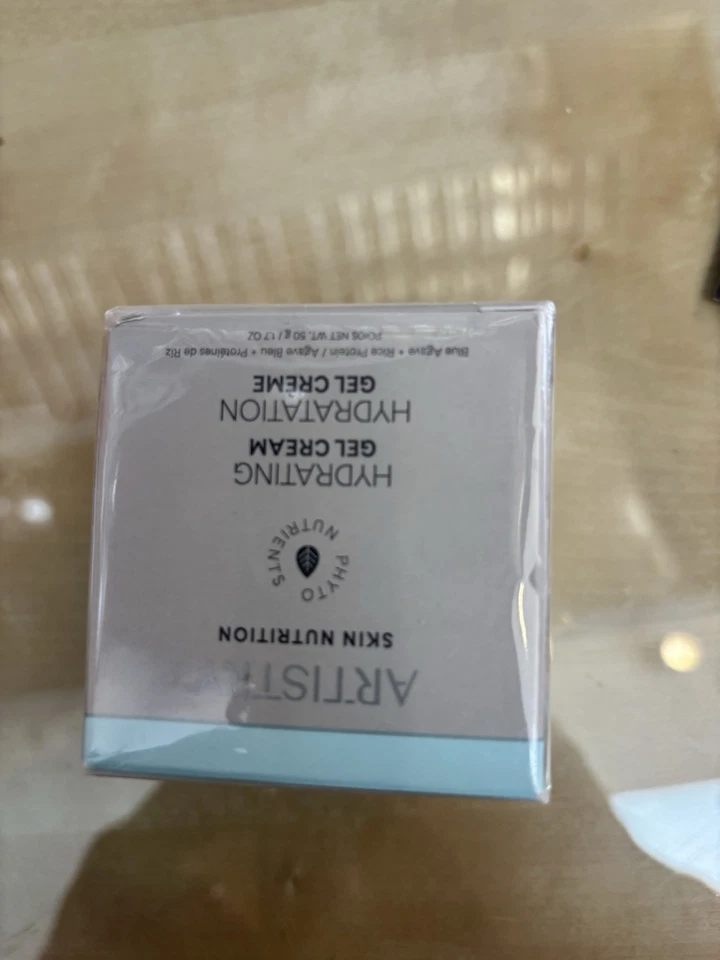 ARTISTRY
SKIN NUTRITION
PHYTO NUTRIENTS
HYDRATING
GEL CREAM
HYDRATATION
GEL CREME
Blue Agave + Rice Protein / Agave Bleu + Protéines de Riz
POIDS NET WT. 50 g / 1.7 OZ